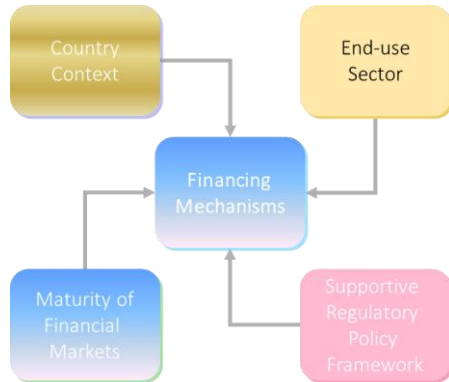 Country
Context
End-use
Sector
Financing
Mechanisms
Maturity of
Financial
Markets
Supportive
Regulatory
Policy
Framework